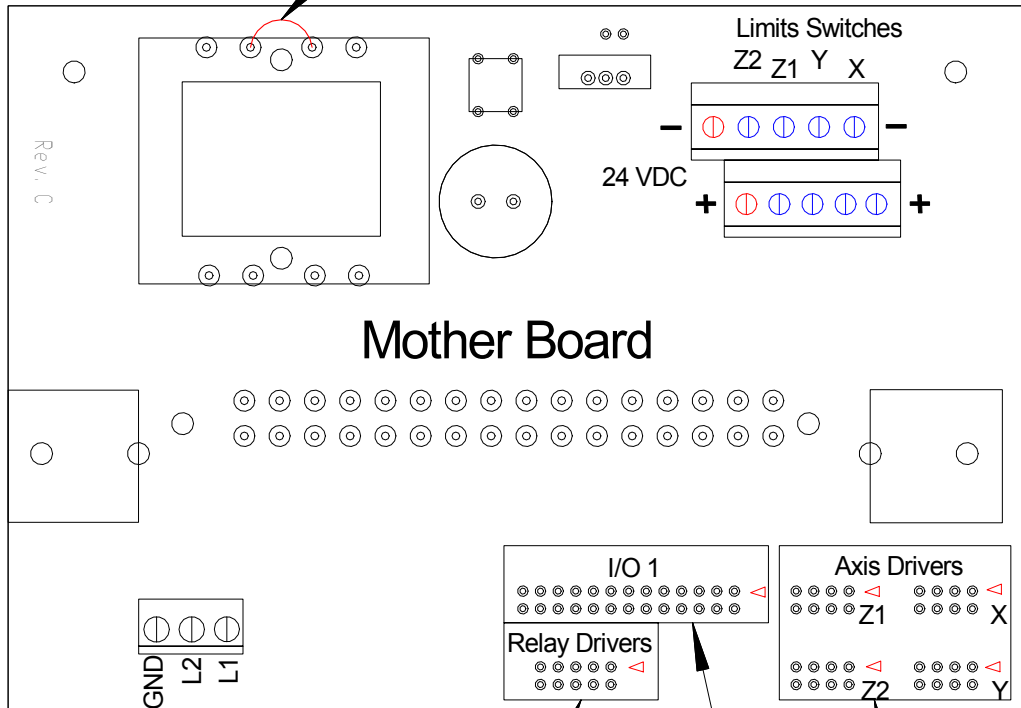 Limits Switches
Z2 Z1 Y X
- -
24 VDC
+ +
Rev. C
Mother Board
I/O 1
Axis Drivers
Z1 X
Relay Drivers
Z2 Y
GND L2 L1